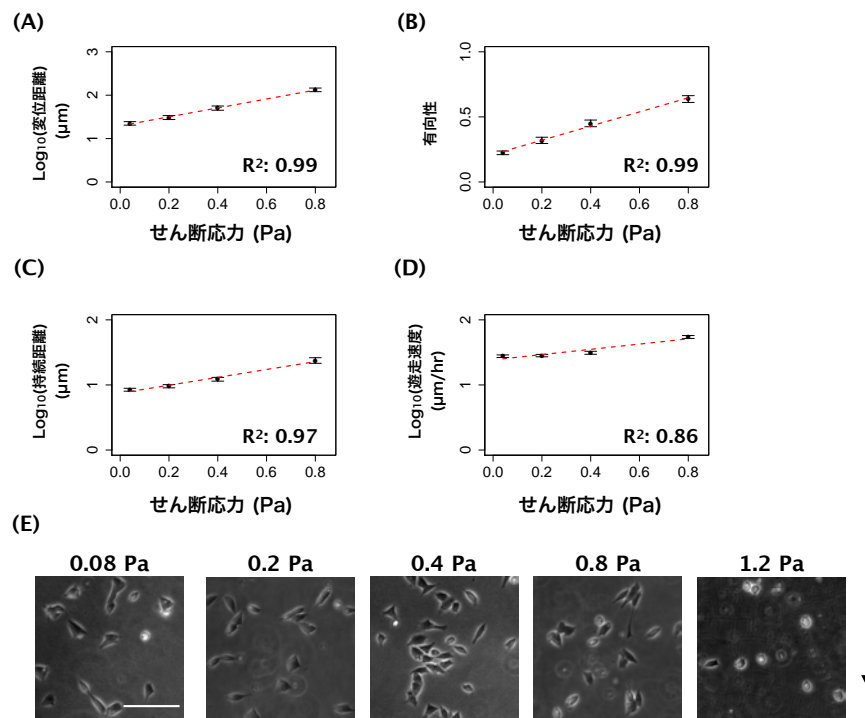 (A)
Log₁₀(変位距離)
(μm)
3
2
1
0
R²: 0.99
0.0 0.2 0.4 0.6 0.8
せん断応力 (Pa)
(B)
有向性
1.0
0.5
0.0
R²: 0.99
0.0 0.2 0.4 0.6 0.8
せん断応力 (Pa)
(C)
Log₁₀(持続距離)
(μm)
2
1
0
R²: 0.97
0.0 0.2 0.4 0.6 0.8
せん断応力 (Pa)
(D)
Log₁₀(遊走速度)
(μm/hr)
2
1
0
R²: 0.86
0.0 0.2 0.4 0.6 0.8
せん断応力 (Pa)
(E)
0.08 Pa 0.2 Pa 0.4 Pa 0.8 Pa 1.2 Pa